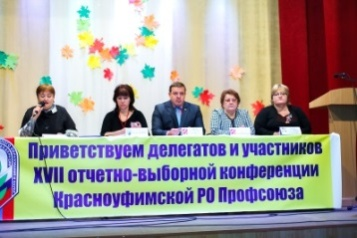 Приветствуем делегатов и участников
XVII отчетно-выборной конференции
Красноуфимской РО Профсоюза